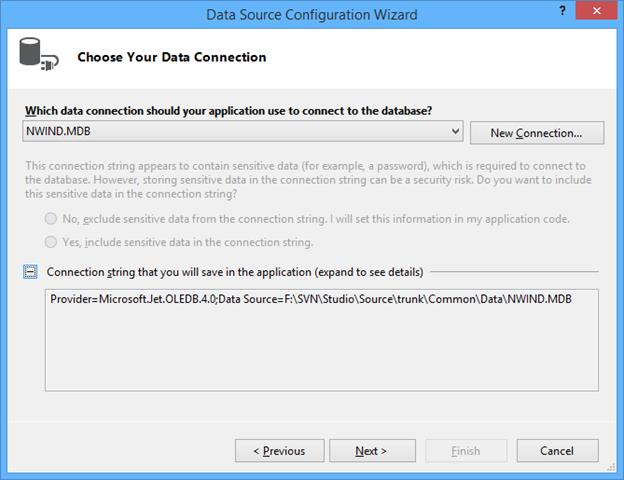 Data Source Configuration Wizard
?
Choose Your Data Connection
Which data connection should your application use to connect to the database?
NWIND.MDB
New Connection...
This connection string appears to contain sensitive data (for example, a password), which is required to connect to
the database. However, storing sensitive data in the connection string can be a security risk. Do you want to include
this sensitive data in the connection string?
No, exclude sensitive data from the connection string. I will set this information in my application code.
Yes, include sensitive data in the connection string.
Connection string that you will save in the application (expand to see details)
Provider=Microsoft.Jet.OLEDB.4.0;Data Source=F:\SVN\Studio\Source\trunk\Common\Data\NWIND.MDB
< Previous
Next >
Finish
Cancel